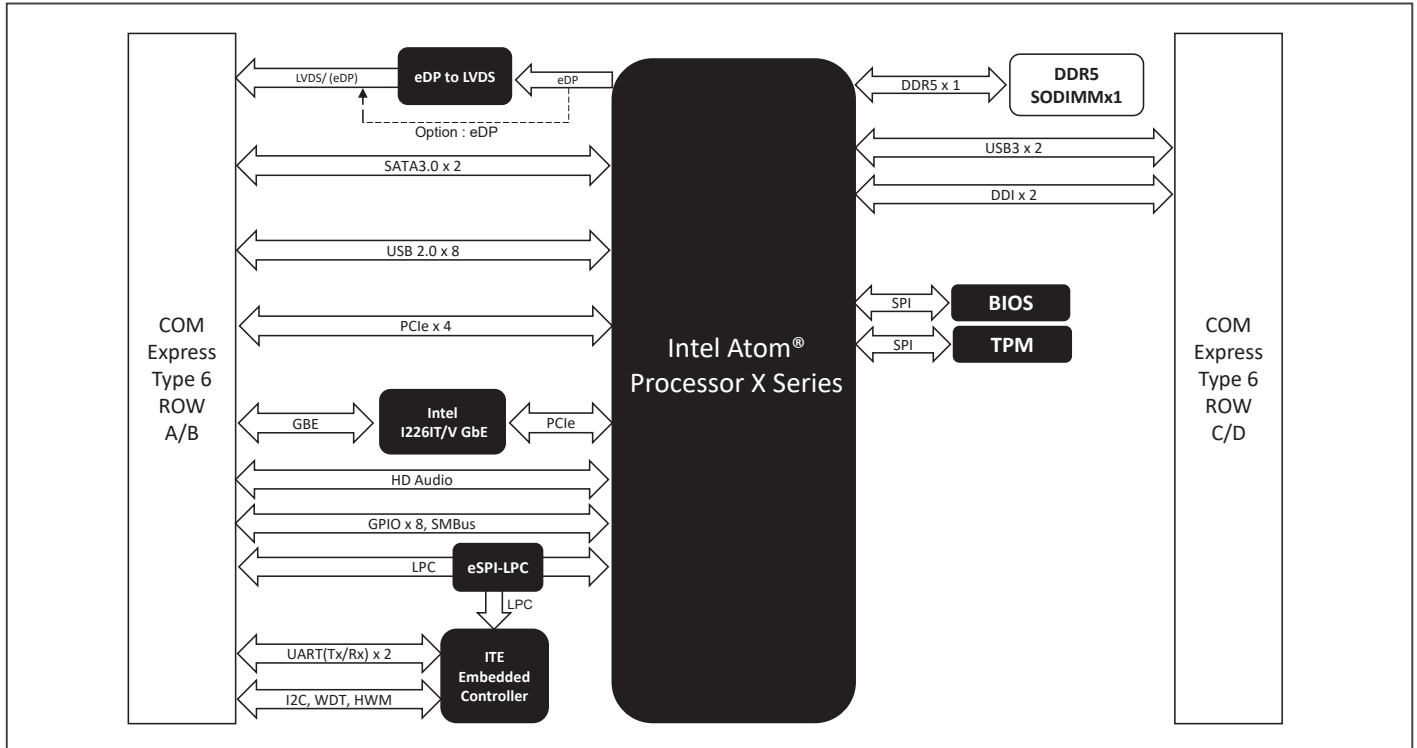 COM
Express
Type 6
ROW
A/B
LVDS/ (eDP)
eDP to LVDS
eDP
Option : eDP
SATA3.0 x 2
USB 2.0 x 8
PCIe x 4
GBE
Intel
I226IT/V GbE
PCIe
HD Audio
GPIO x 8, SMBus
LPC
eSPI-LPC
LPC
UART(Tx/Rx) x 2
ITE
Embedded
Controller
I2C, WDT, HWM
Intel Atom®
Processor X Series
DDR5 x 1
DDR5
SODIMMx1
USB3 x 2
DDI x 2
SPI
BIOS
SPI
TPM
COM
Express
Type 6
ROW
C/D